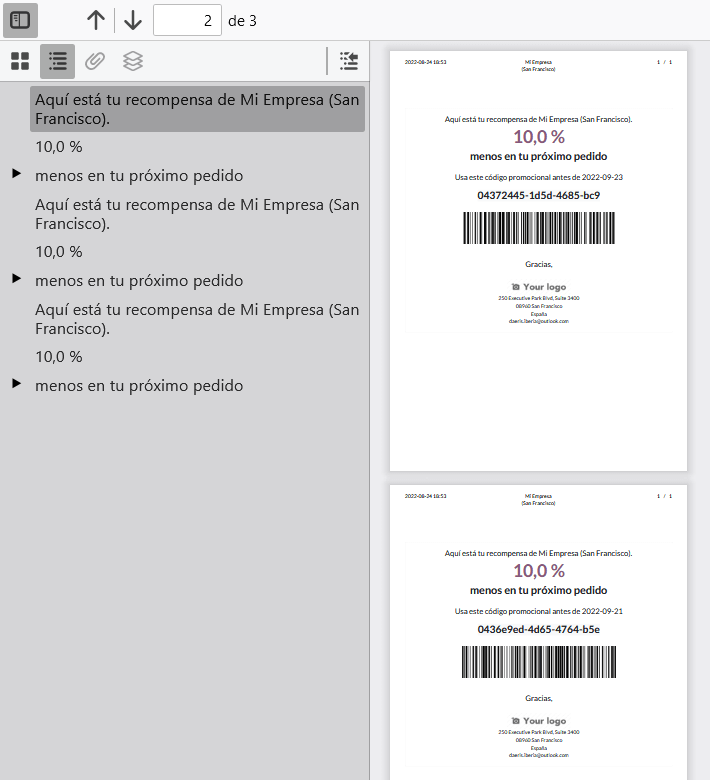 2 de 3
Aquí está tu recompensa de Mi Empresa (San
Francisco).
10,0 %
menos en tu próximo pedido
Aquí está tu recompensa de Mi Empresa (San
Francisco).
10,0 %
menos en tu próximo pedido
Aquí está tu recompensa de Mi Empresa (San
Francisco).
10,0 %
menos en tu próximo pedido
2022-08-24 18:53 Mi Empresa 1 / 1
(San Francisco)
Aquí está tu recompensa de Mi Empresa (San Francisco).
10,0 %
menos en tu próximo pedido
Usa este código promocional antes de 2022-09-23
04372445-1d5d-4685-bc9
Gracias,
Your logo
250 Executive Park Blvd, Suite 3400
08960 San Francisco
España
daeris.iberia@outlook.com
2022-08-24 18:53 Mi Empresa 1 / 1
(San Francisco)
Aquí está tu recompensa de Mi Empresa (San Francisco).
10,0 %
menos en tu próximo pedido
Usa este código promocional antes de 2022-09-21
0436e9ed-4d65-4764-b5e
Gracias,
Your logo
250 Executive Park Blvd, Suite 3400
08960 San Francisco
España
daeris.iberia@outlook.com